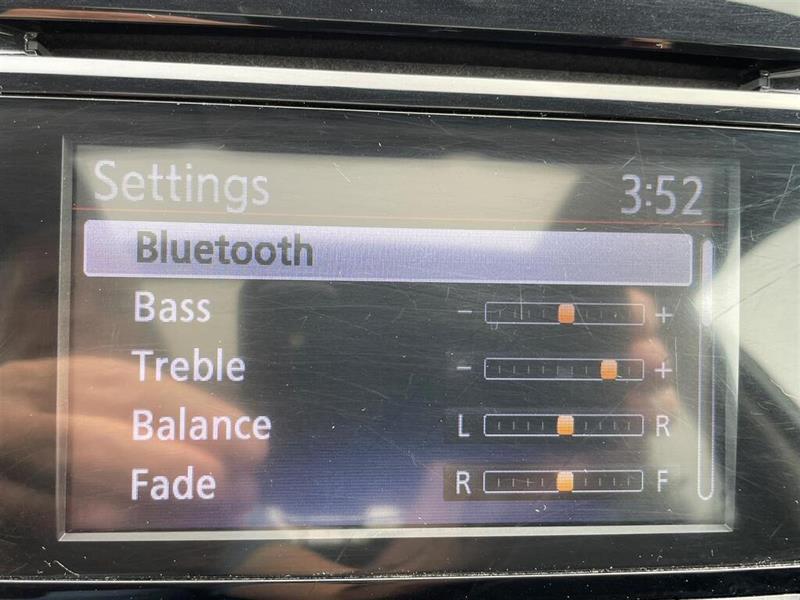 Settings 3:52
Bluetooth
Bass - +
Treble - +
Balance L R
Fade R F